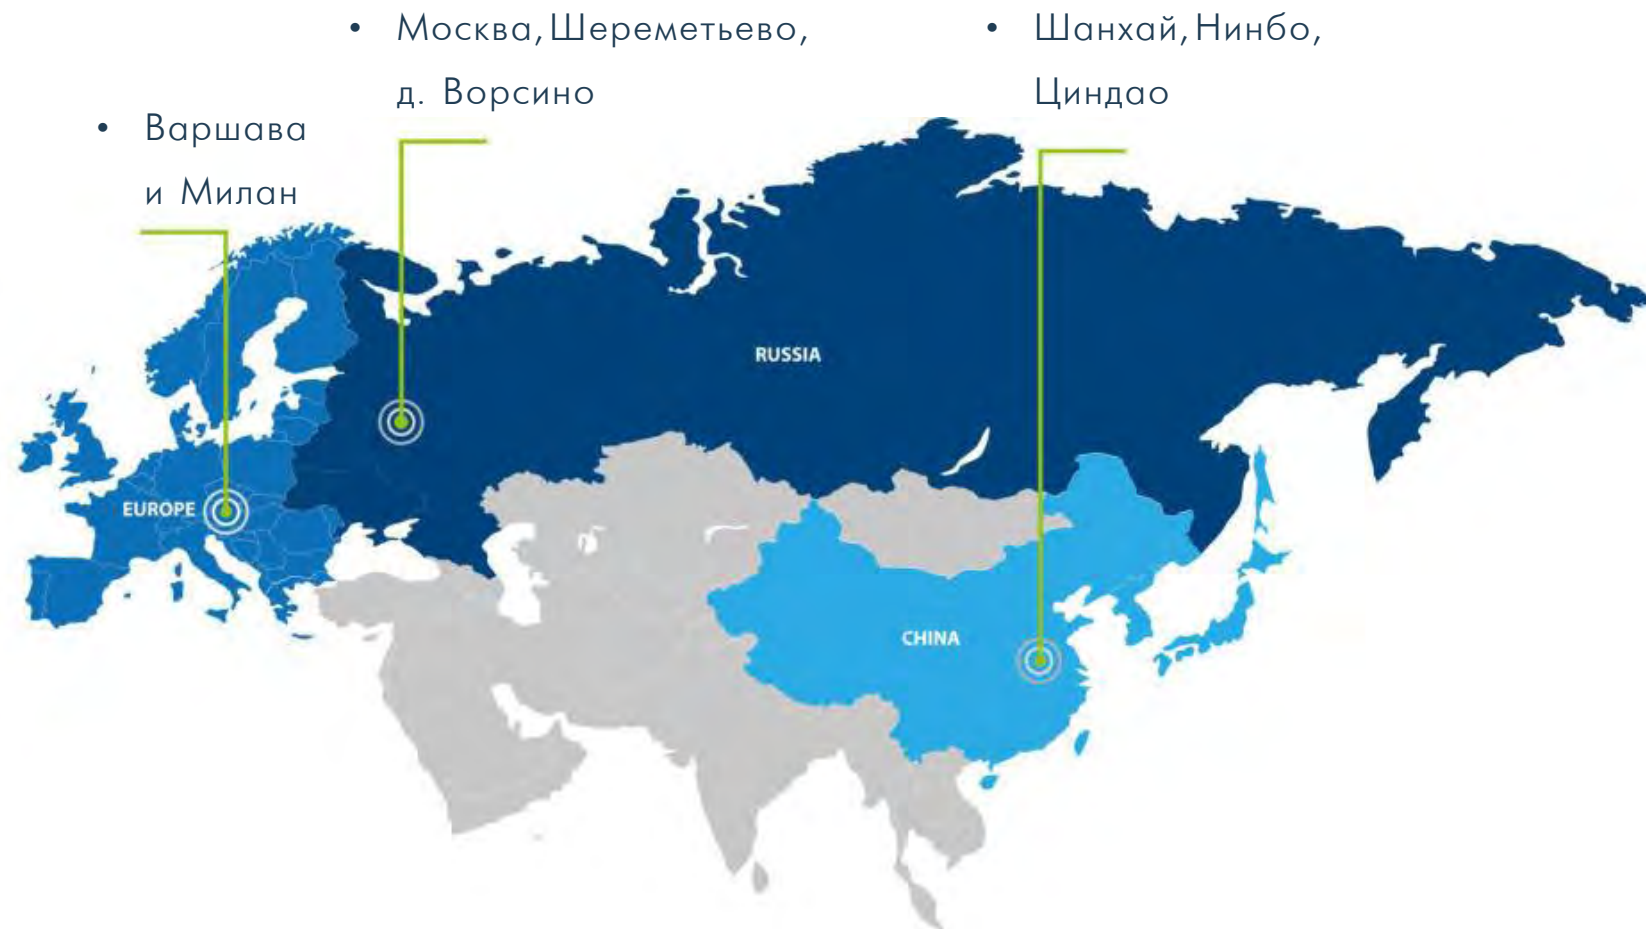 • Москва, Шереметьево,
д. Ворсино
• Шанхай, Нинбо,
Циндао
• Варшава
и Милан
RUSSIA
EUROPE
CHINA